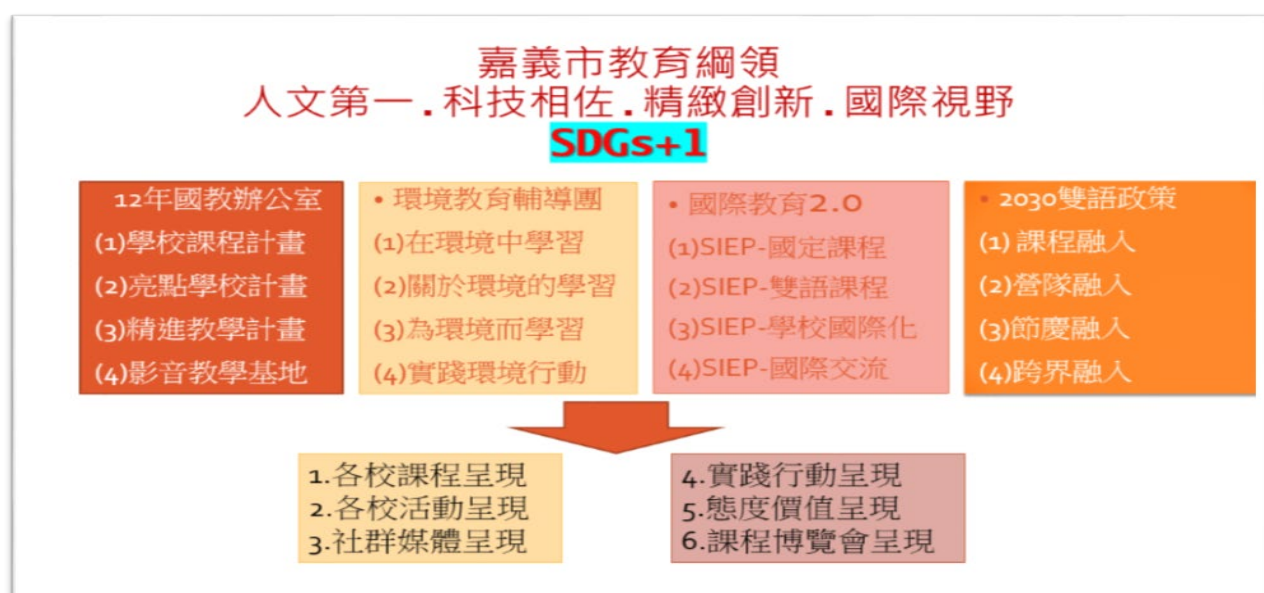 嘉義市教育綱領
人文第一.科技相佐.精緻創新.國際視野
SDGs+1
12年國教辦公室
(1)學校課程計畫
(2)亮點學校計畫
(3)精進教學計畫
(4)影音教學基地
• 環境教育輔導團
(1)在環境中學習
(2)關於環境的學習
(3)為環境而學習
(4)實踐環境行動
• 國際教育2.0
(1)SIEP-國定課程
(2)SIEP-雙語課程
(3)SIEP-學校國際化
(4)SIEP-國際交流
• 2030雙語政策
(1) 課程融入
(2)營隊融入
(3)節慶融入
(4)跨界融入
1.各校課程呈現
2.各校活動呈現
3.社群媒體呈現
4.實踐行動呈現
5.態度價值呈現
6.課程博覽會呈現